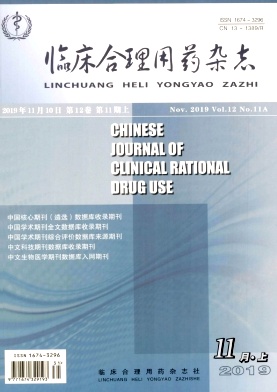 ISSN 1674-3296
CN 13-1389/R
临床合理用药杂志
LINCHUANG HELI YONGYAO ZAZHI
2019年11月10日 第12卷 第11期上
Nov. 2019 Vol.12 No.11A
CHINESE
JOURNAL OF
CLINICAL RATIONAL
DRUG USE
中国核心期刊（遴选）数据库收录期刊
中国学术期刊全文数据库收录期刊
中国学术期刊综合评价数据库来源期刊
中文科技期刊数据库收录期刊
中文生物医学期刊数据库入网期刊
11月·上
2019
ISSN 1674-3296
9 771674 329193
临床合理用药杂志社
LINCHUANG HELI YONGYAO ZAZHISHE